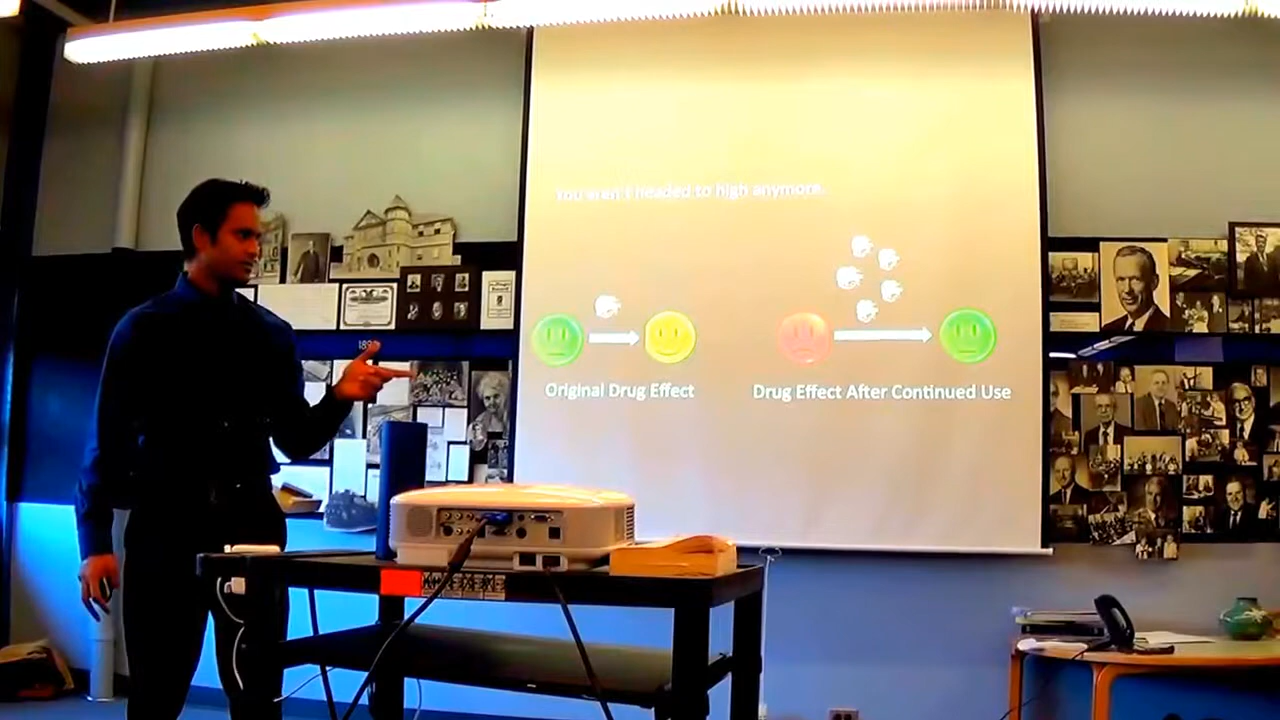 You aren't headed to high anymore.
Original Drug Effect
Drug Effect After Continued Use